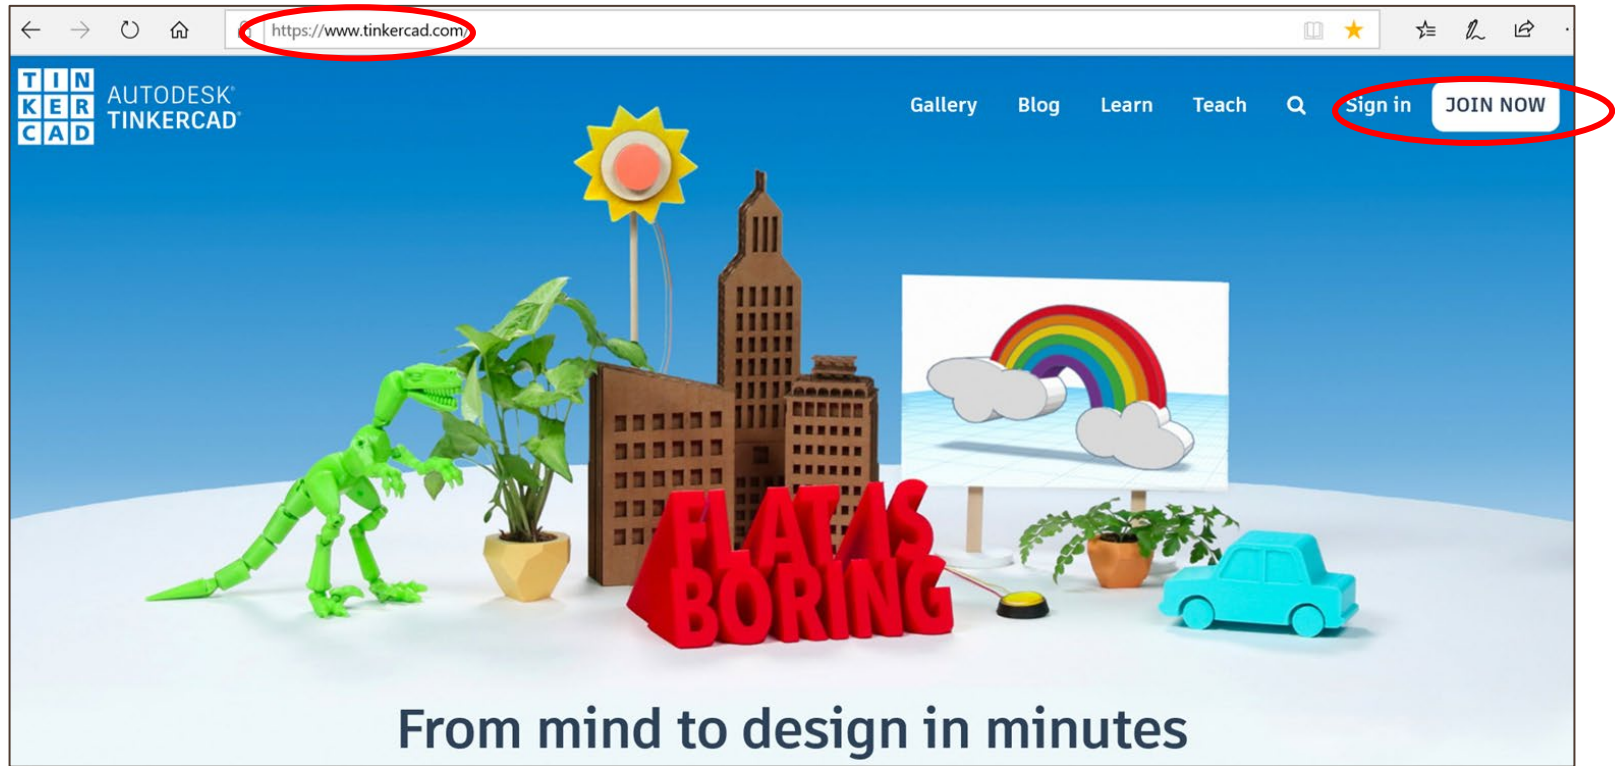 https://www.tinkercad.com/
TIN
KER
CAD
AUTODESK®
TINKERCAD®
Gallery Blog Learn Teach Sign in JOIN NOW
FLAT IS
BORING
From mind to design in minutes